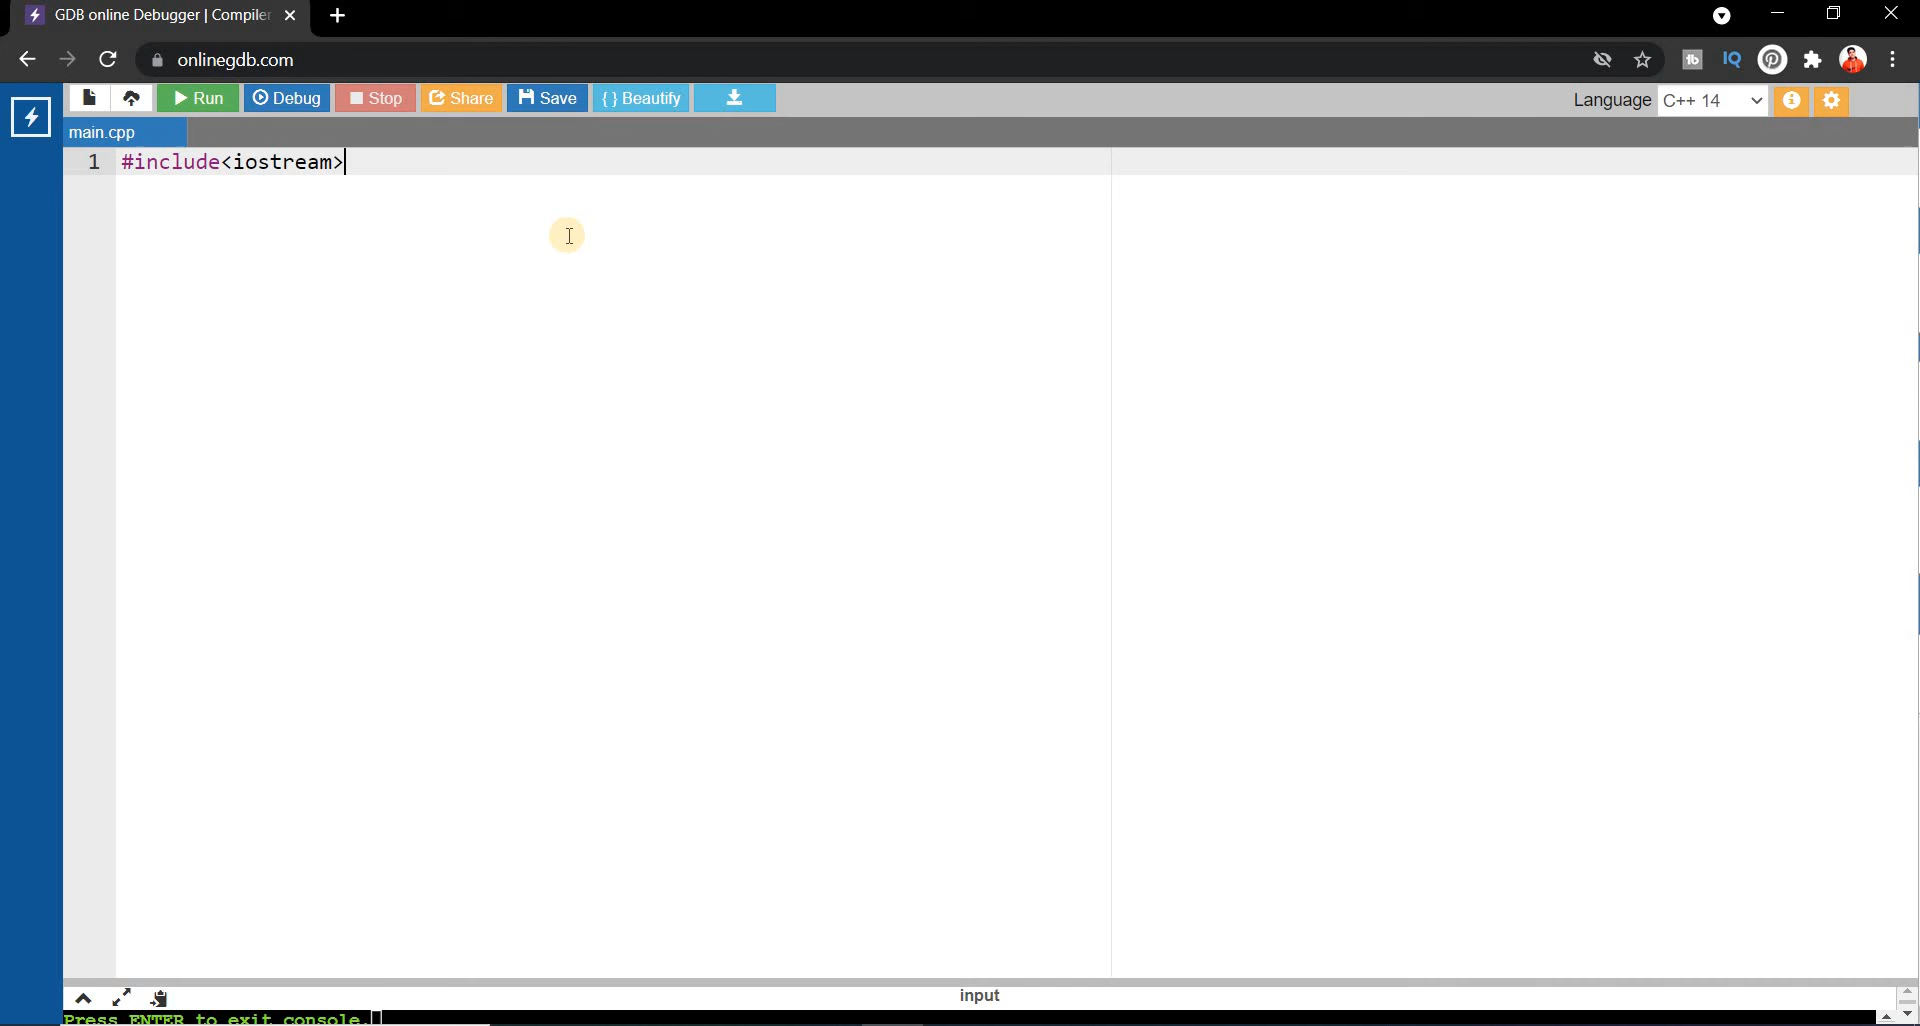 GDB online Debugger | Compiler
onlinegdb.com
IQ
Run Debug Stop Share Save { } Beautify Language C++ 14
main.cpp
1 #include<iostream>
input
Press ENTER to exit console.